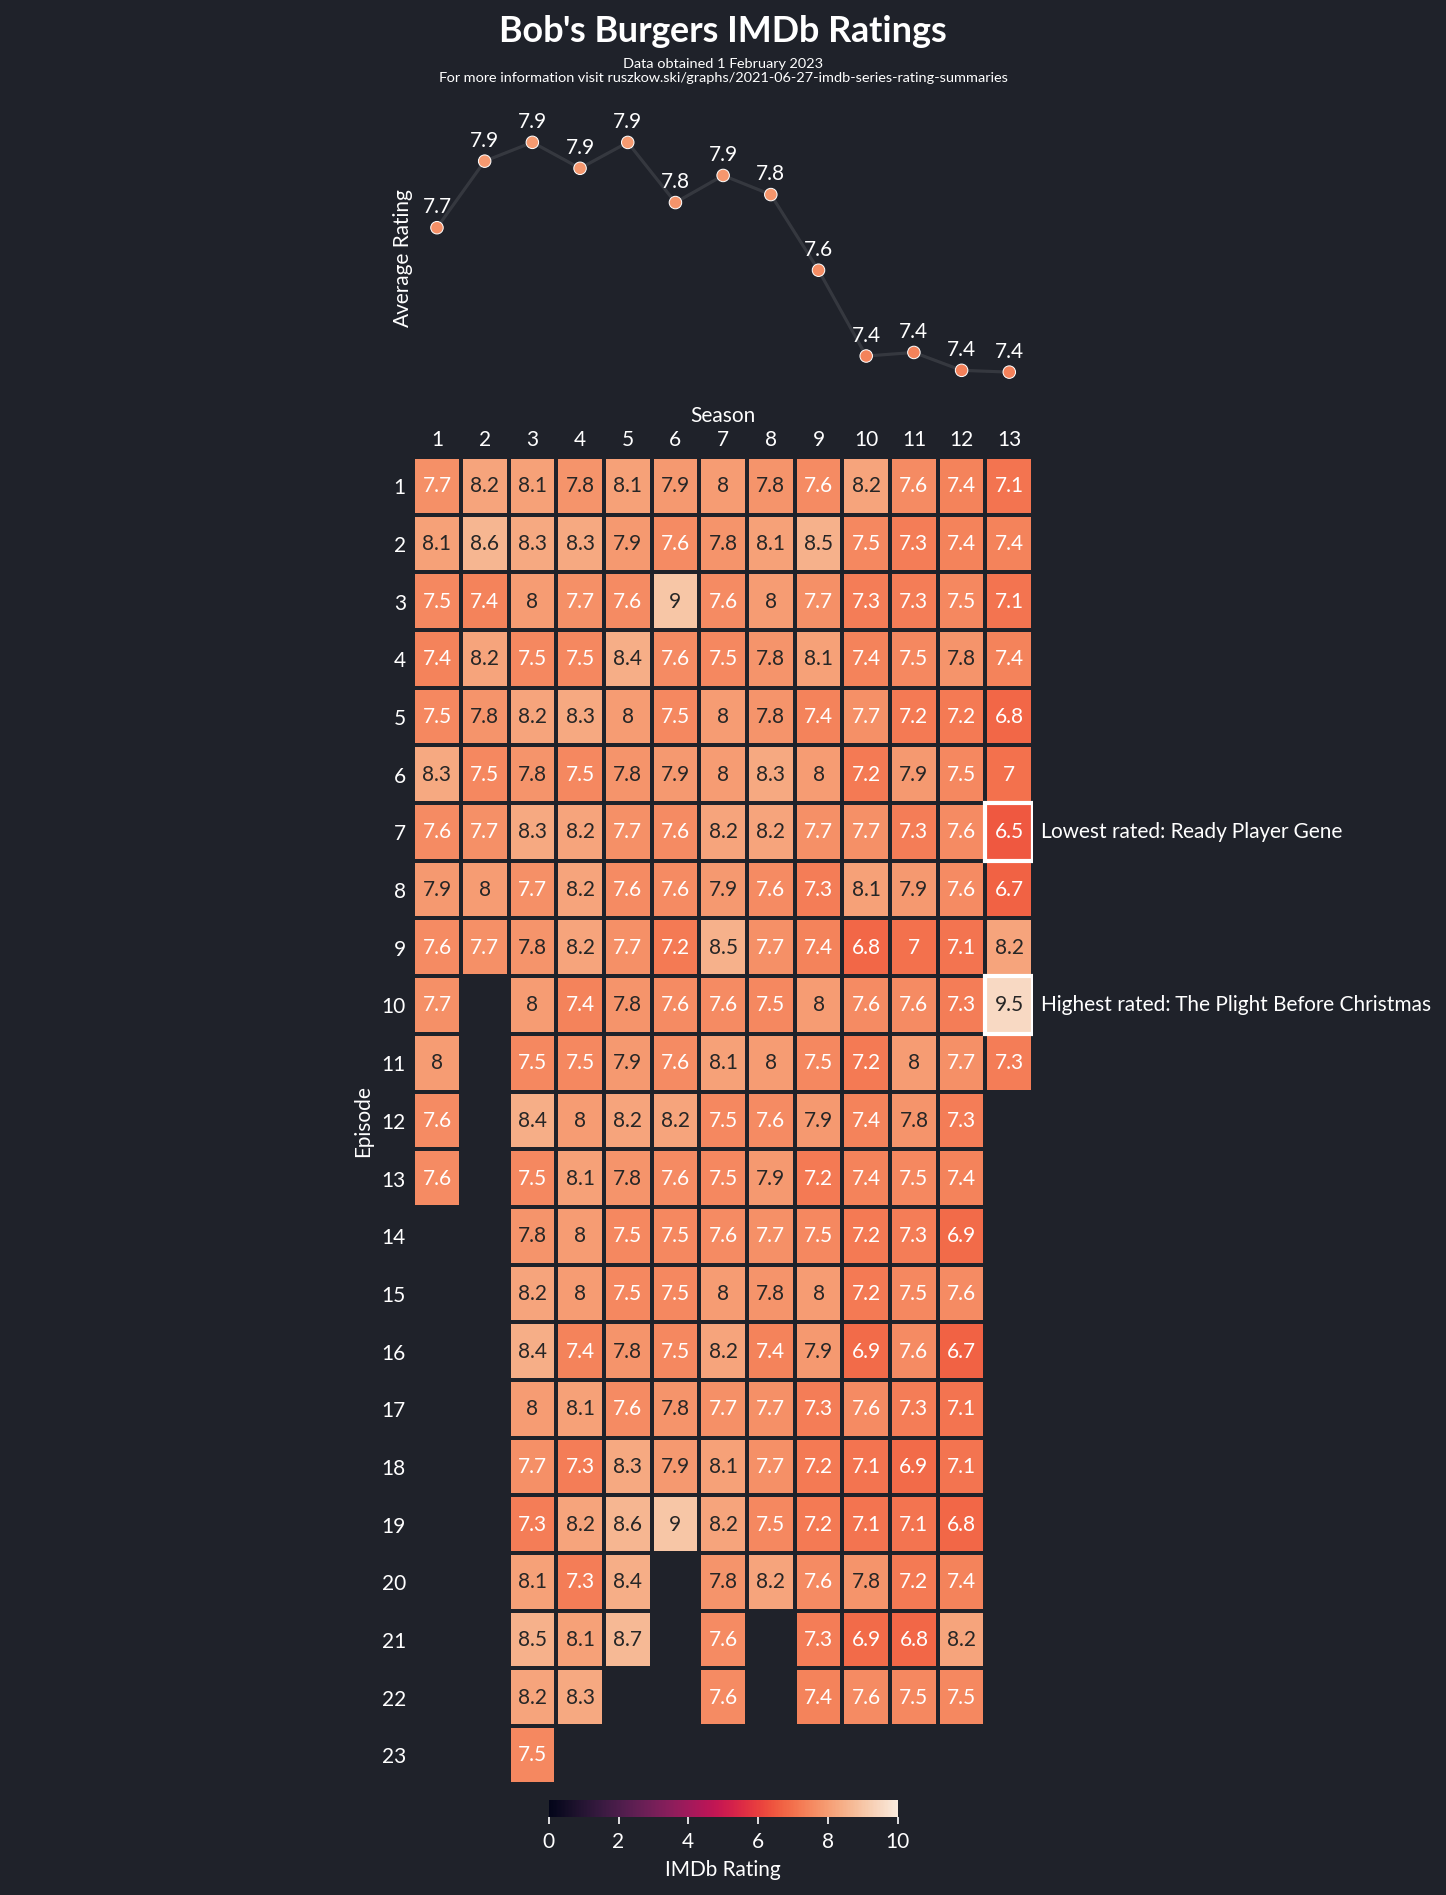 Bob's Burgers IMDb Ratings
Data obtained 1 February 2023
For more information visit ruszkow.ski/graphs/2021-06-27-imdb-series-rating-summaries
Average Rating
7.7 7.9 7.9 7.9 7.9 7.8 7.9 7.8 7.6 7.4 7.4 7.4 7.4
Season
1 2 3 4 5 6 7 8 9 10 11 12 13
Episode
1 7.7 8.2 8.1 7.8 8.1 7.9 8 7.8 7.6 8.2 7.6 7.4 7.1
2 8.1 8.6 8.3 8.3 7.9 7.6 7.8 8.1 8.5 7.5 7.3 7.4 7.4
3 7.5 7.4 8 7.7 7.6 9 7.6 8 7.7 7.3 7.3 7.5 7.1
4 7.4 8.2 7.5 7.5 8.4 7.6 7.5 7.8 8.1 7.4 7.5 7.8 7.4
5 7.5 7.8 8.2 8.3 8 7.5 8 7.8 7.4 7.7 7.2 7.2 6.8
6 8.3 7.5 7.8 7.5 7.8 7.9 8 8.3 8 7.2 7.9 7.5 7
7 7.6 7.7 8.3 8.2 7.7 7.6 8.2 8.2 7.7 7.7 7.3 7.6 6.5 Lowest rated: Ready Player Gene
8 7.9 8 7.7 8.2 7.6 7.6 7.9 7.6 7.3 8.1 7.9 7.6 6.7
9 7.6 7.7 7.8 8.2 7.7 7.2 8.5 7.7 7.4 6.8 7 7.1 8.2
10 7.7 8 7.4 7.8 7.6 7.6 7.5 8 7.6 7.6 7.3 9.5 Highest rated: The Plight Before Christmas
11 8 7.5 7.5 7.9 7.6 8.1 8 7.5 7.2 8 7.7 7.3
12 7.6 8.4 8 8.2 8.2 7.5 7.6 7.9 7.4 7.8 7.3
13 7.6 7.5 8.1 7.8 7.6 7.5 7.9 7.2 7.4 7.5 7.4
14 7.8 8 7.5 7.5 7.6 7.7 7.5 7.2 7.3 6.9
15 8.2 8 7.5 7.5 8 7.8 8 7.2 7.5 7.6
16 8.4 7.4 7.8 7.5 8.2 7.4 7.9 6.9 7.6 6.7
17 8 8.1 7.6 7.8 7.7 7.7 7.3 7.6 7.3 7.1
18 7.7 7.3 8.3 7.9 8.1 7.7 7.2 7.1 6.9 7.1
19 7.3 8.2 8.6 9 8.2 7.5 7.2 7.1 7.1 6.8
20 8.1 7.3 8.4 7.8 8.2 7.6 7.8 7.2 7.4
21 8.5 8.1 8.7 7.6 7.3 6.9 6.8 8.2
22 8.2 8.3 7.6 7.4 7.6 7.5 7.5
23 7.5
0 2 4 6 8 10
IMDb Rating